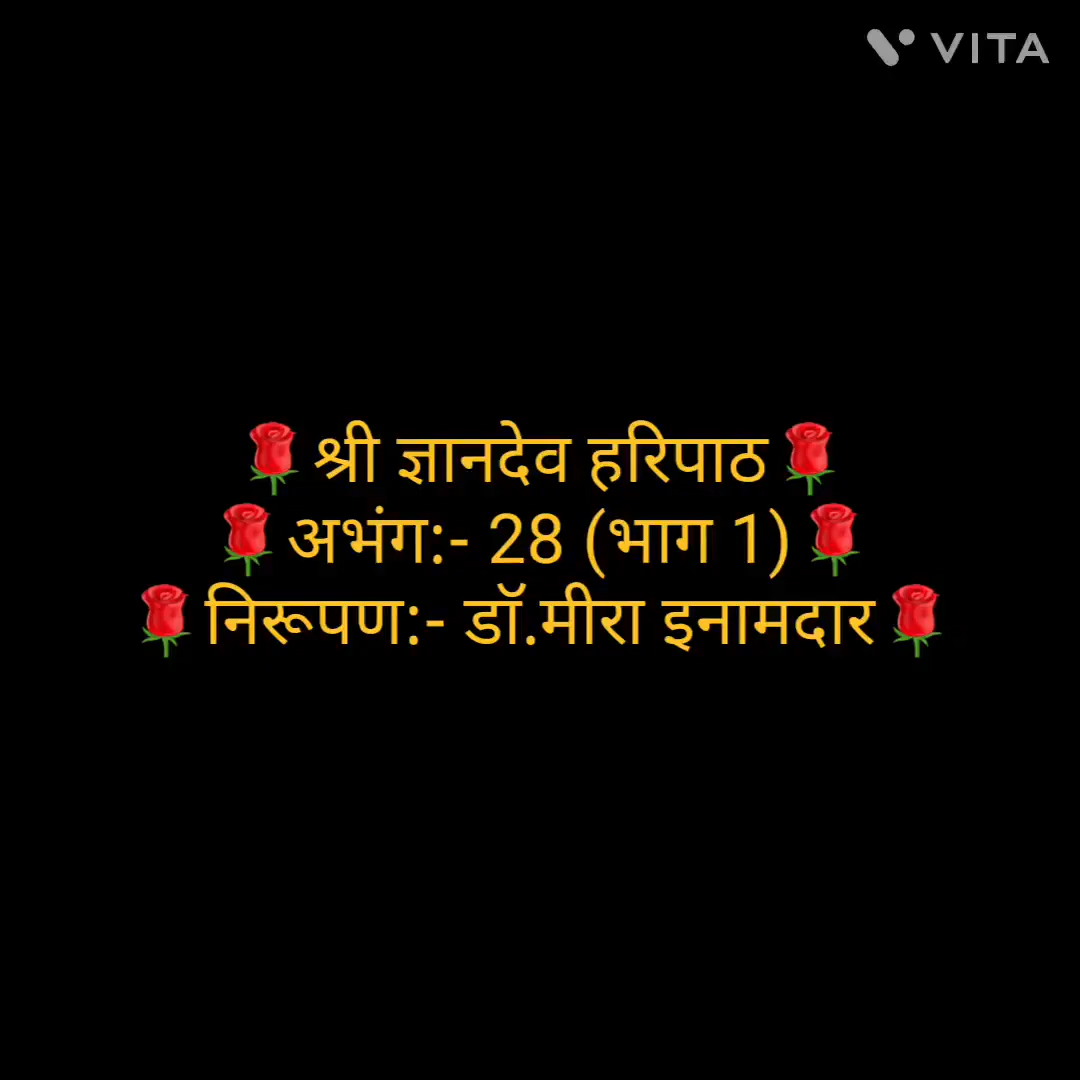 VITA
🌹श्री ज्ञानदेव हरिपाठ🌹
🌹अभंग:- 28 (भाग 1)🌹
🌹निरूपण:- डॉ.मीरा इनामदार🌹